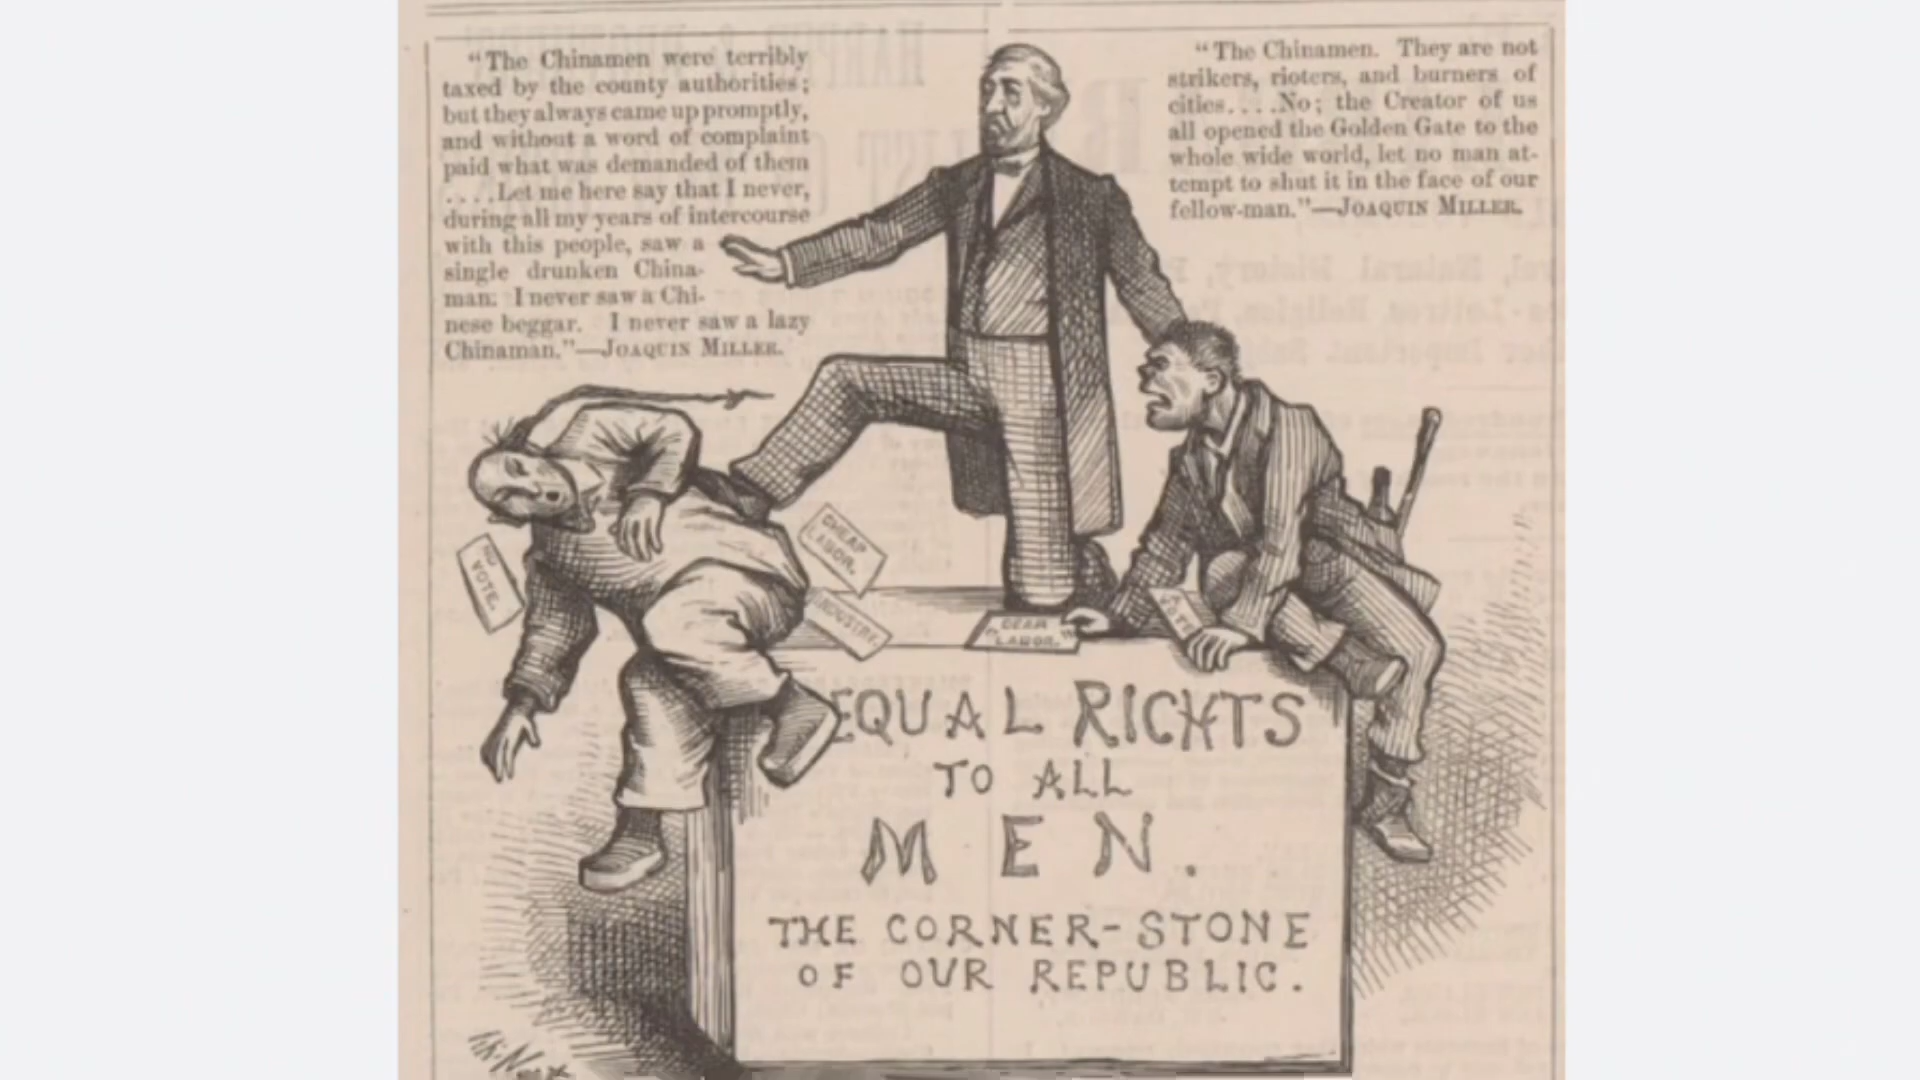 "The Chinamen were terribly
taxed by the county authorities;
but they always came up promptly,
and without a word of complaint
paid what was demanded of them
....Let me here say that I never,
during all my years of intercourse
with this people, saw a
single drunken China-
man. I never saw a Chi-
nese beggar. I never saw a lazy
Chinaman."—JOAQUIN MILLER.
"The Chinamen. They are not
strikers, rioters, and burners of
cities....No; the Creator of us
all opened the Golden Gate to the
whole wide world, let no man at-
tempt to shut it in the face of our
fellow-man."—JOAQUIN MILLER.
NO
VOTE.
CHEAP
LABOR.
INDUSTRY.
DEAR
"LABOR."
VOTE
EQUAL RIGHTS
TO ALL
MEN.
THE CORNER-STONE
OF OUR REPUBLIC.
Th: Nast